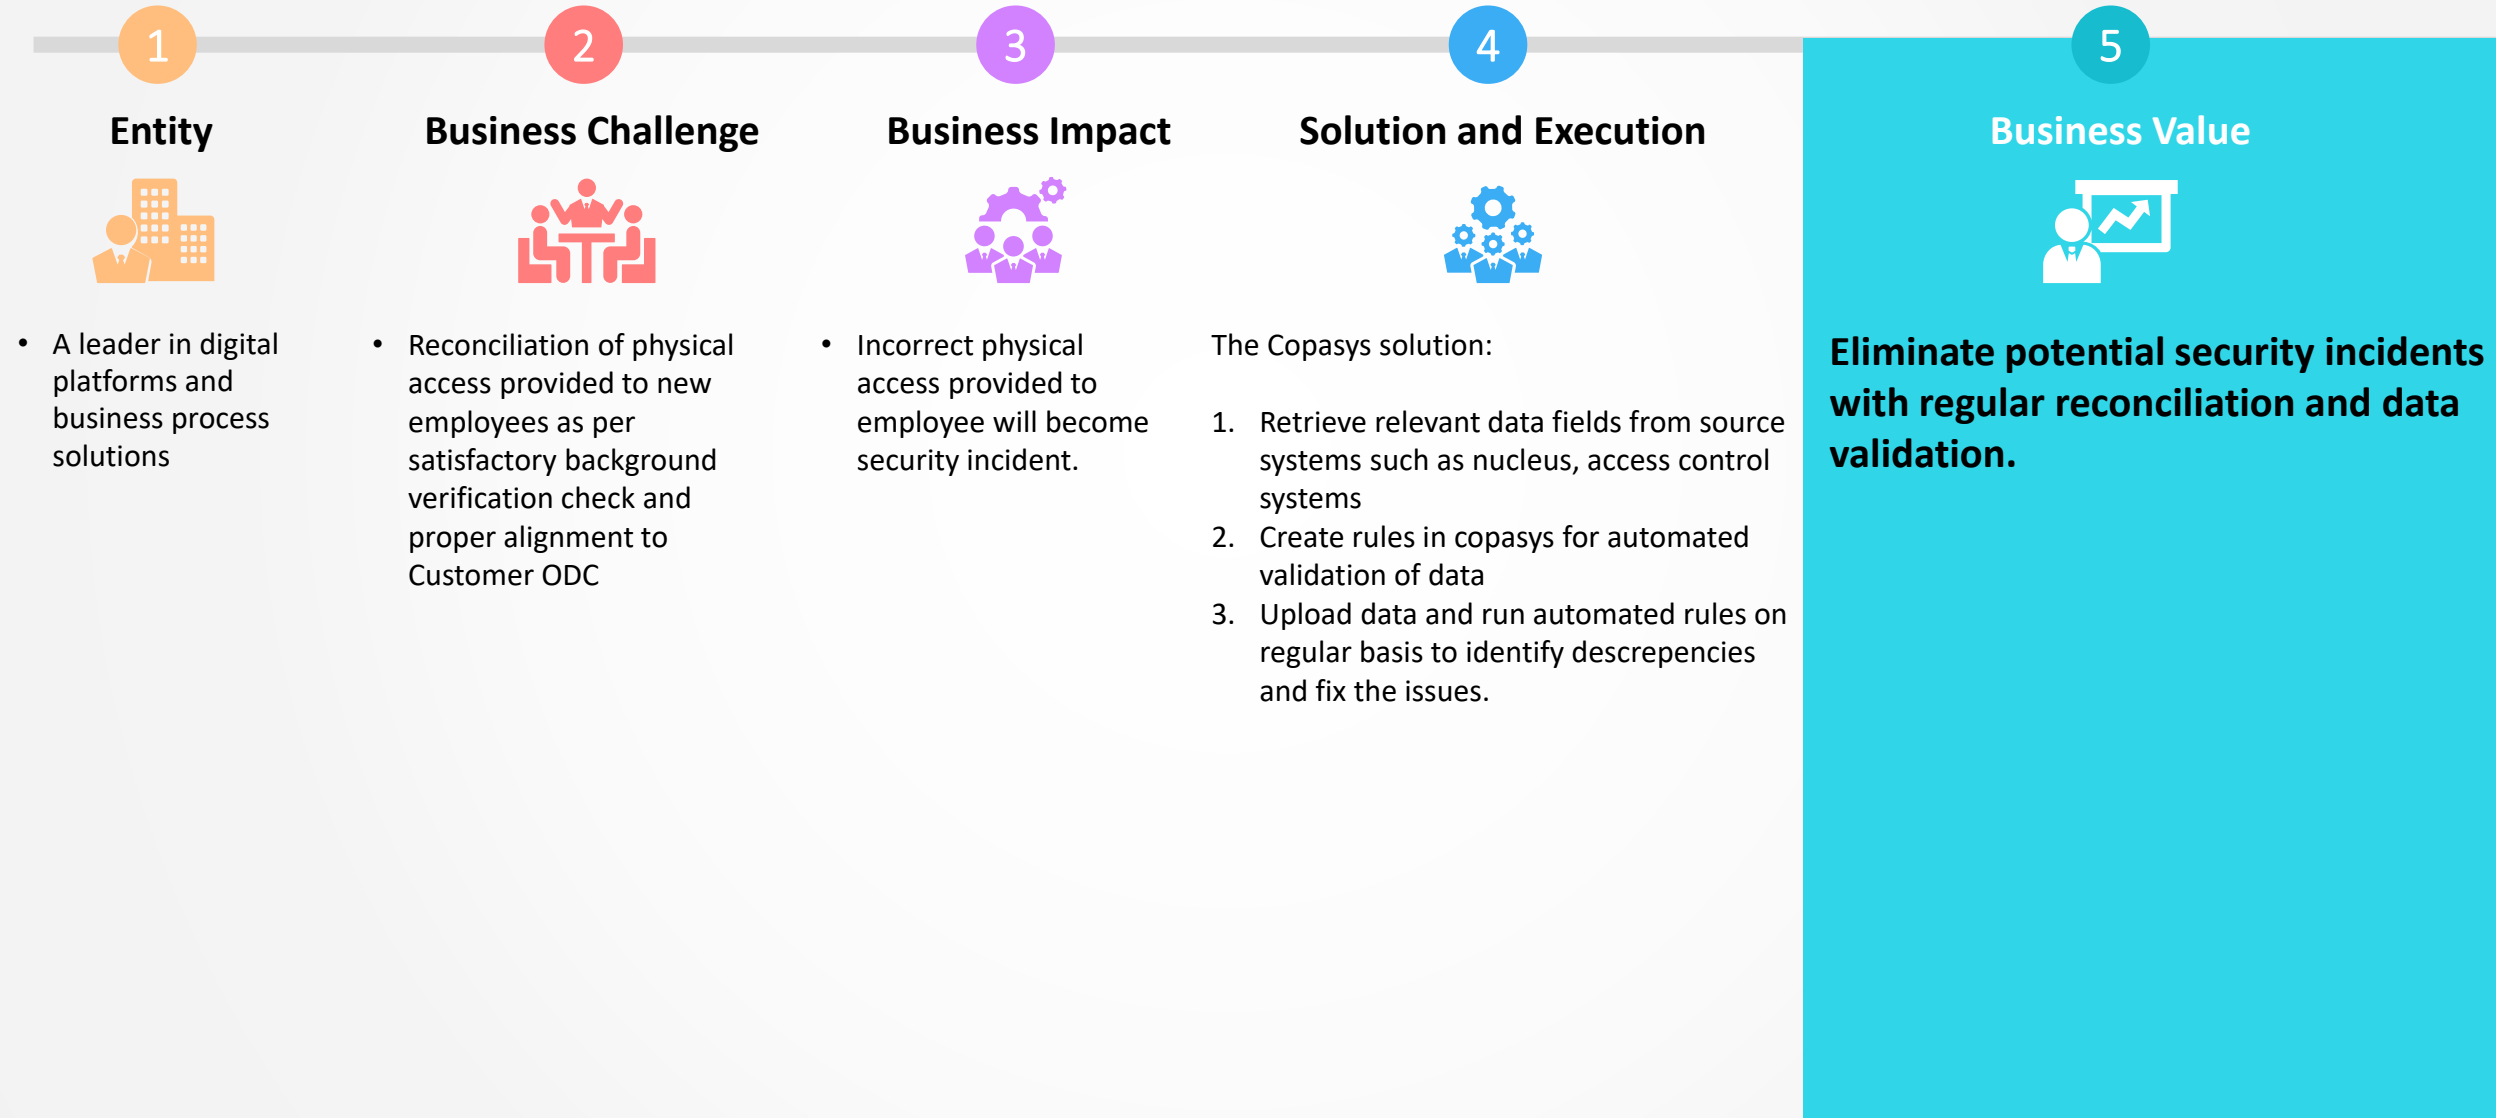 1
Entity
• A leader in digital
platforms and
business process
solutions
2
Business Challenge
• Reconciliation of physical
access provided to new
employees as per
satisfactory background
verification check and
proper alignment to
Customer ODC
3
Business Impact
• Incorrect physical
access provided to
employee will become
security incident.
4
Solution and Execution
The Copasys solution:
1. Retrieve relevant data fields from source
systems such as nucleus, access control
systems
2. Create rules in copasys for automated
validation of data
3. Upload data and run automated rules on
regular basis to identify descrepencies
and fix the issues.
5
Business Value
Eliminate potential security incidents
with regular reconciliation and data
validation.